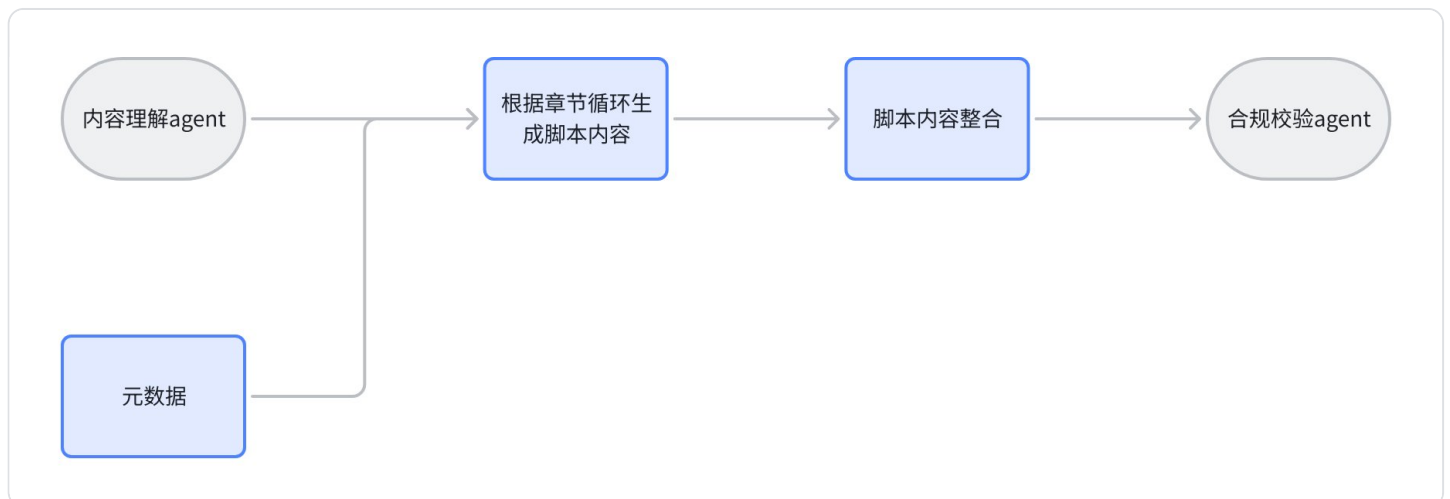 内容理解agent
根据章节循环生
成脚本内容
脚本内容整合
合规校验agent
元数据